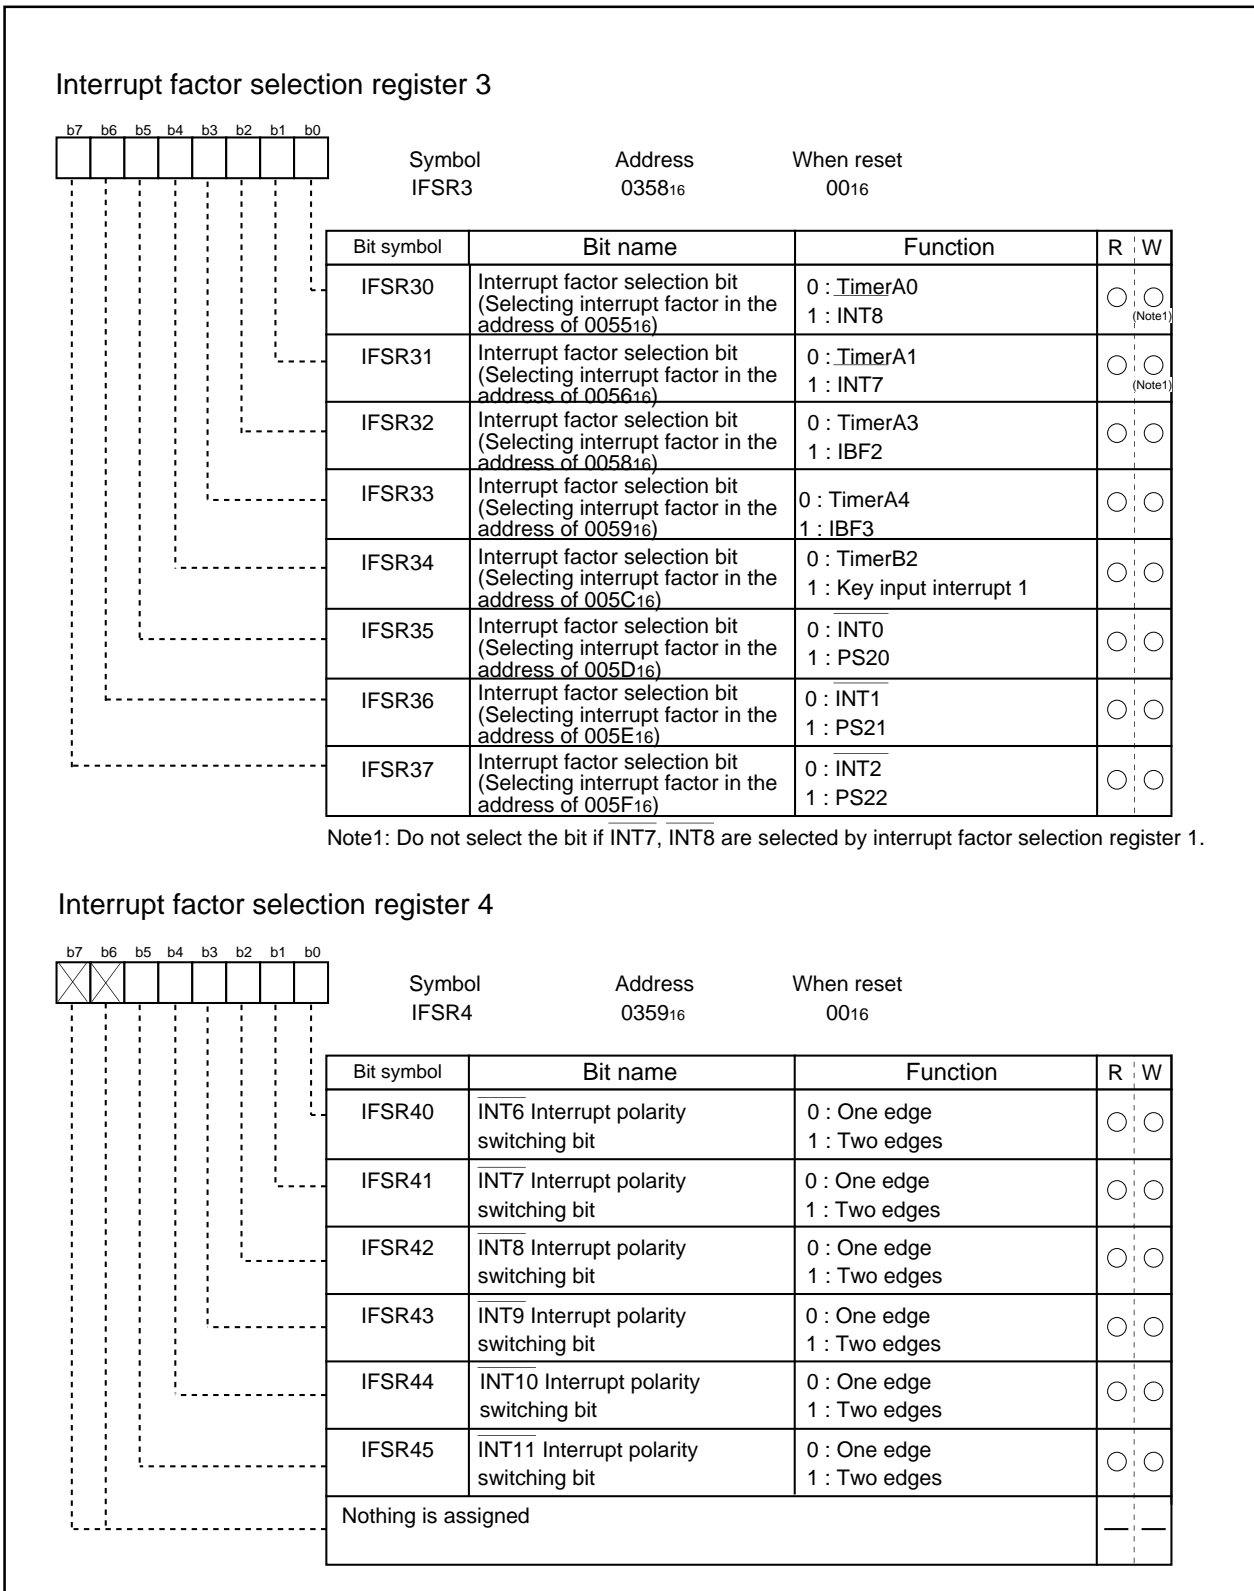 Interrupt factor selection register 3
b7 b6 b5 b4 b3 b2 b1 b0
Symbol Address When reset
IFSR3 035816 0016
Bit symbol Bit name Function R W
IFSR30 Interrupt factor selection bit 0 : TimerA0
(Selecting interrupt factor in the 1 : INT8
address of 005516) (Note1)
IFSR31 Interrupt factor selection bit 0 : TimerA1
(Selecting interrupt factor in the 1 : INT7
address of 005616) (Note1)
IFSR32 Interrupt factor selection bit 0 : TimerA3
(Selecting interrupt factor in the 1 : IBF2
address of 005816)
IFSR33 Interrupt factor selection bit 0 : TimerA4
(Selecting interrupt factor in the
address of 005916) 1 : IBF3
IFSR34 Interrupt factor selection bit 0 : TimerB2
(Selecting interrupt factor in the 1 : Key input interrupt 1
address of 005C16)
IFSR35 Interrupt factor selection bit 0 : INT0
(Selecting interrupt factor in the 1 : PS20
address of 005D16)
IFSR36 Interrupt factor selection bit 0 : INT1
(Selecting interrupt factor in the 1 : PS21
address of 005E16)
IFSR37 Interrupt factor selection bit 0 : INT2
(Selecting interrupt factor in the 1 : PS22
address of 005F16)
Note1: Do not select the bit if INT7, INT8 are selected by interrupt factor selection register 1.
Interrupt factor selection register 4
b7 b6 b5 b4 b3 b2 b1 b0
Symbol Address When reset
IFSR4 035916 0016
Bit symbol Bit name Function R W
IFSR40 INT6 Interrupt polarity 0 : One edge
switching bit 1 : Two edges
IFSR41 INT7 Interrupt polarity 0 : One edge
switching bit 1 : Two edges
IFSR42 INT8 Interrupt polarity 0 : One edge
switching bit 1 : Two edges
IFSR43 INT9 Interrupt polarity 0 : One edge
switching bit 1 : Two edges
IFSR44 INT10 Interrupt polarity 0 : One edge
switching bit 1 : Two edges
IFSR45 INT11 Interrupt polarity 0 : One edge
switching bit 1 : Two edges
Nothing is assigned — —